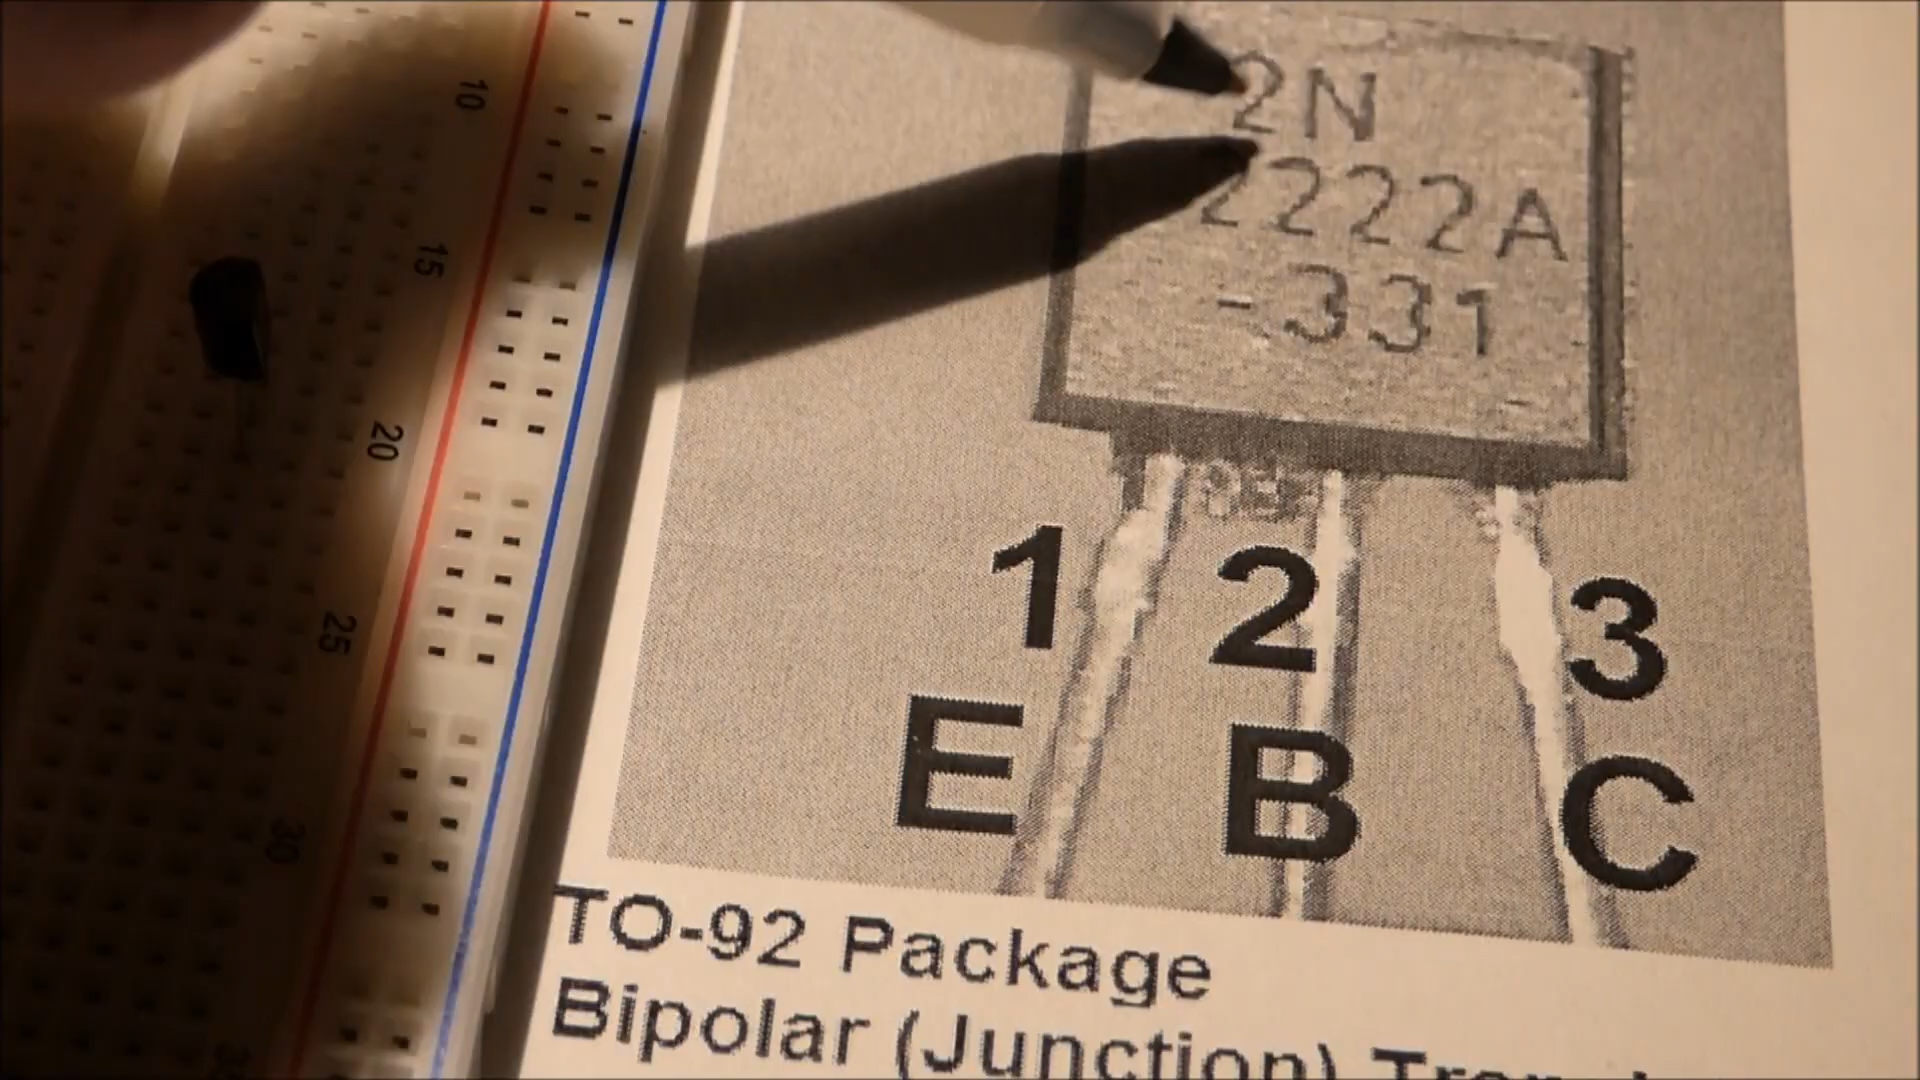 10
15
20
25
30
2N
2222A
-331
1 2 3
E B C
TO-92 Package
Bipolar (Junction)